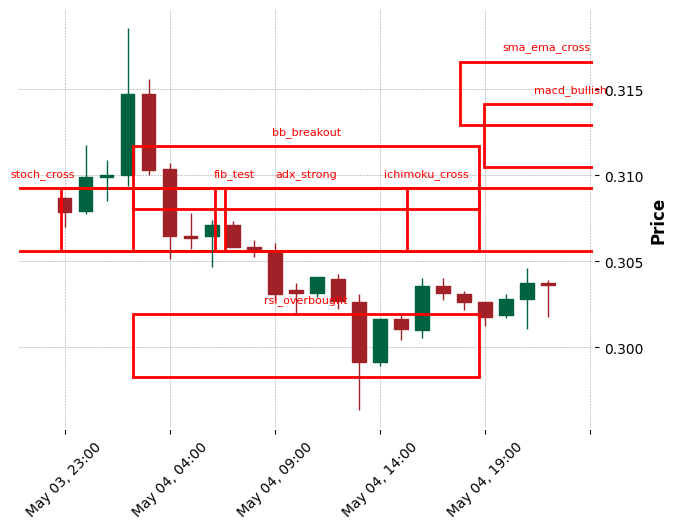 sma_ema_cross
macd_bullish
0.315
bb_breakout
stoch_cross
fib_test
adx_strong
ichimoku_cross
0.310
Price
0.305
rsi_overbought
0.300
May 03, 23:00
May 04, 04:00
May 04, 09:00
May 04, 14:00
May 04, 19:00